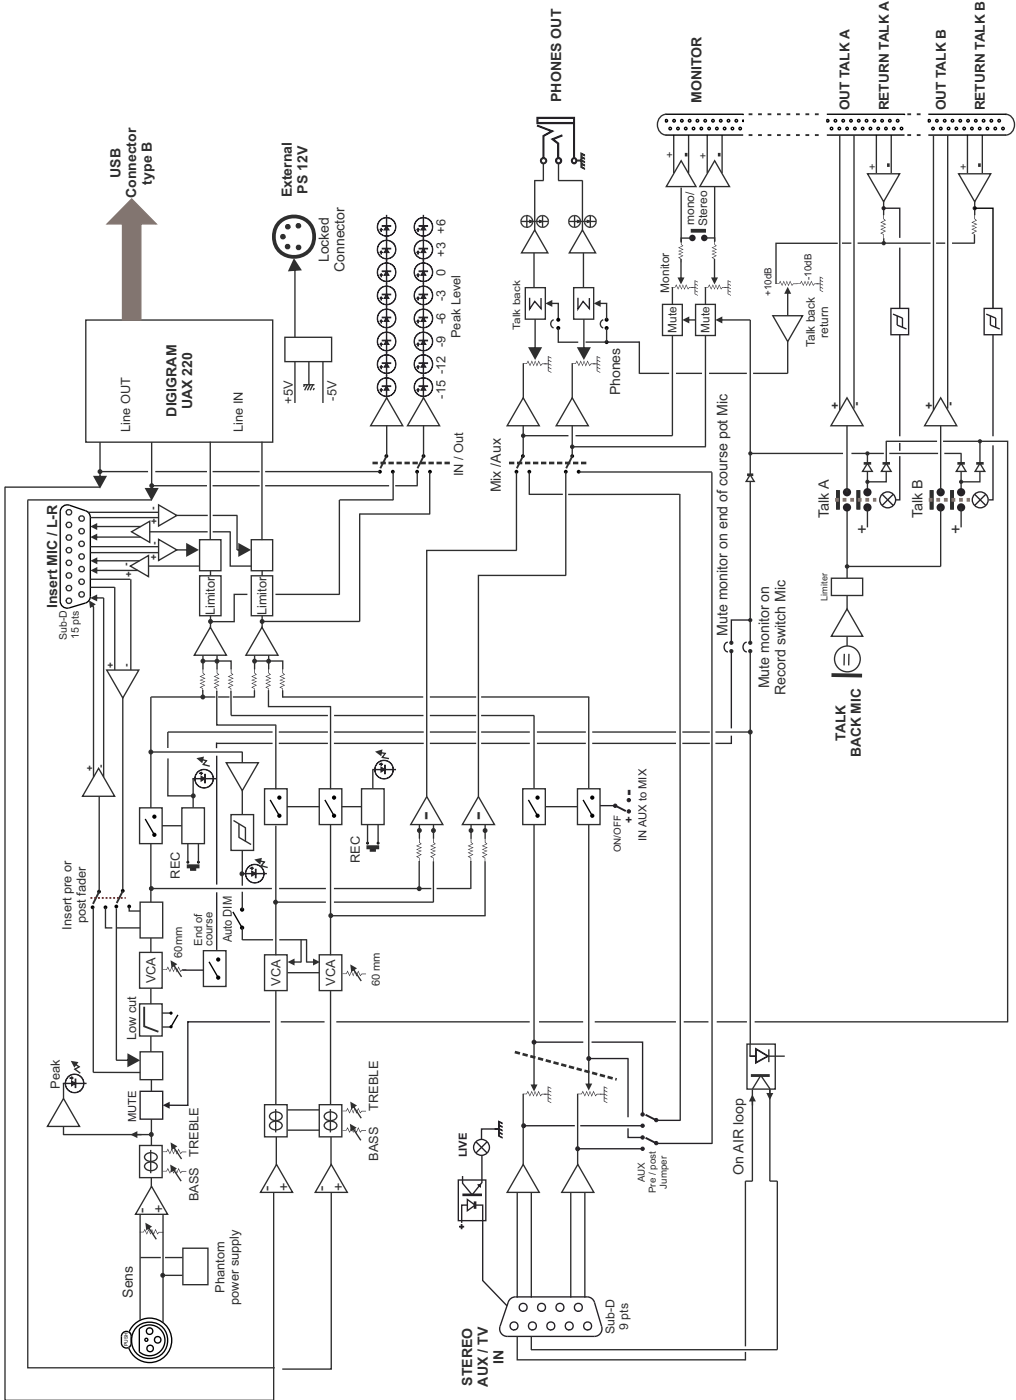 USB
Connector
type B
External
PS 12V
Locked
Connector
DIGIGRAM
UAX 220
Line OUT
Line IN
+5V
-5V
-15
-12
-9
-6
-3
0
+3
+6
Peak Level
IN / Out
PHONES OUT
Talk back
Phones
Mix /Aux
MONITOR
mono/
Stereo
Monitor
Mute
Mute
+10dB
-10dB
Talk back
return
OUT TALK A
RETURN TALK A
OUT TALK B
RETURN TALK B
Talk A
Talk B
Limiter
TALK
BACK MIC
Mute monitor on end of course pot Mic
Mute monitor on
Record switch Mic
Insert MIC / L-R
Sub-D
15 pts
Limitor
Limitor
Insert pre or
post fader
REC
REC
End of
course
Auto DIM
60mm
60 mm
VCA
VCA
VCA
Low cut
Peak
MUTE
BASS
TREBLE
BASS
TREBLE
Sens
Phantom
power supply
PUSH
ON/OFF
IN AUX to MIX
LIVE
AUX
Pre / post
Jumper
On AIR loop
STEREO
AUX / TV
IN
Sub-D
9 pts